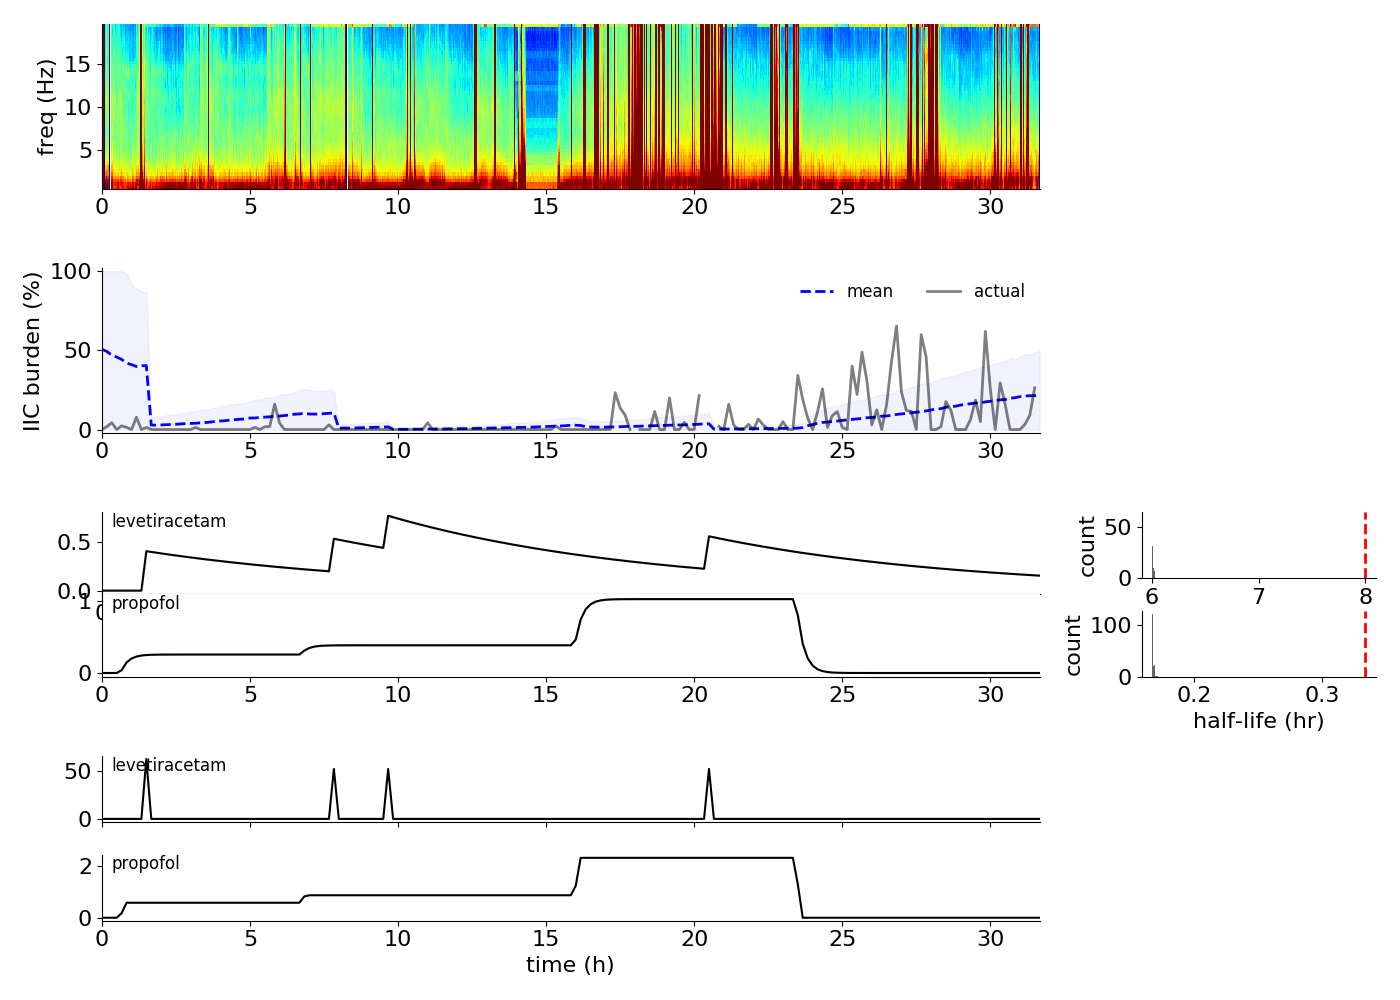 freq (Hz)
15
10
5
0 5 10 15 20 25 30
IIC burden (%)
100
50
0
mean actual
0 5 10 15 20 25 30
levetiracetam
0.5
0.0
0
propofol
1
0
0 5 10 15 20 25 30
count
50
0
6 7 8
count
100
0
0.2 0.3
half-life (hr)
levetiracetam
50
0
propofol
2
0
0 5 10 15 20 25 30
time (h)